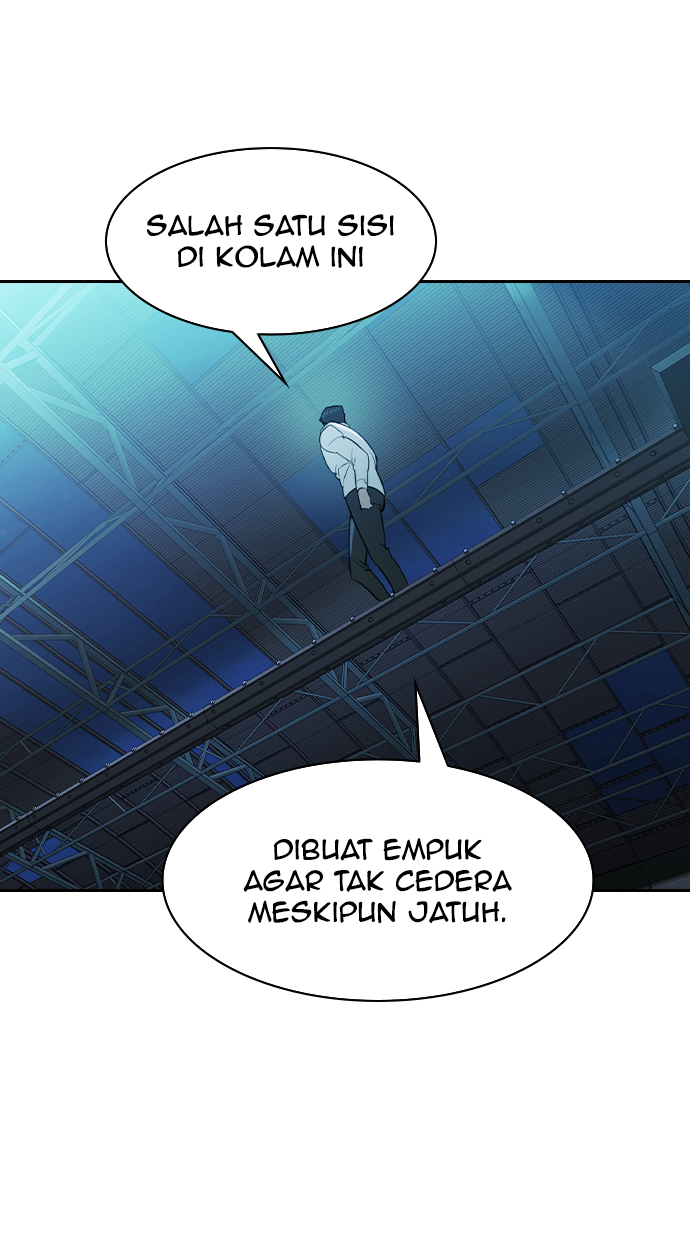 SALAH SATU SISI
DI KOLAM INI
DIBUAT EMPUK
AGAR TAK CEDERA
MESKIPUN JATUH.